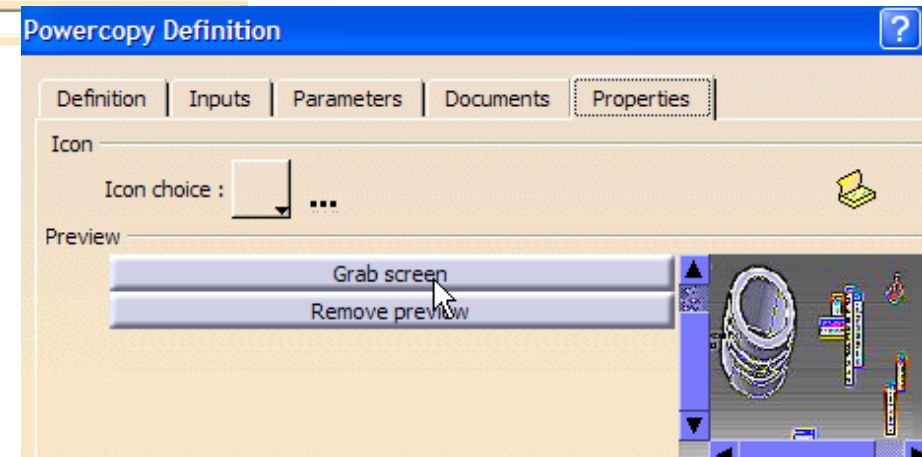 Powercopy Definition
?
Definition Inputs Parameters Documents Properties
Icon
Icon choice : ...
Preview
Grab screen
Remove preview